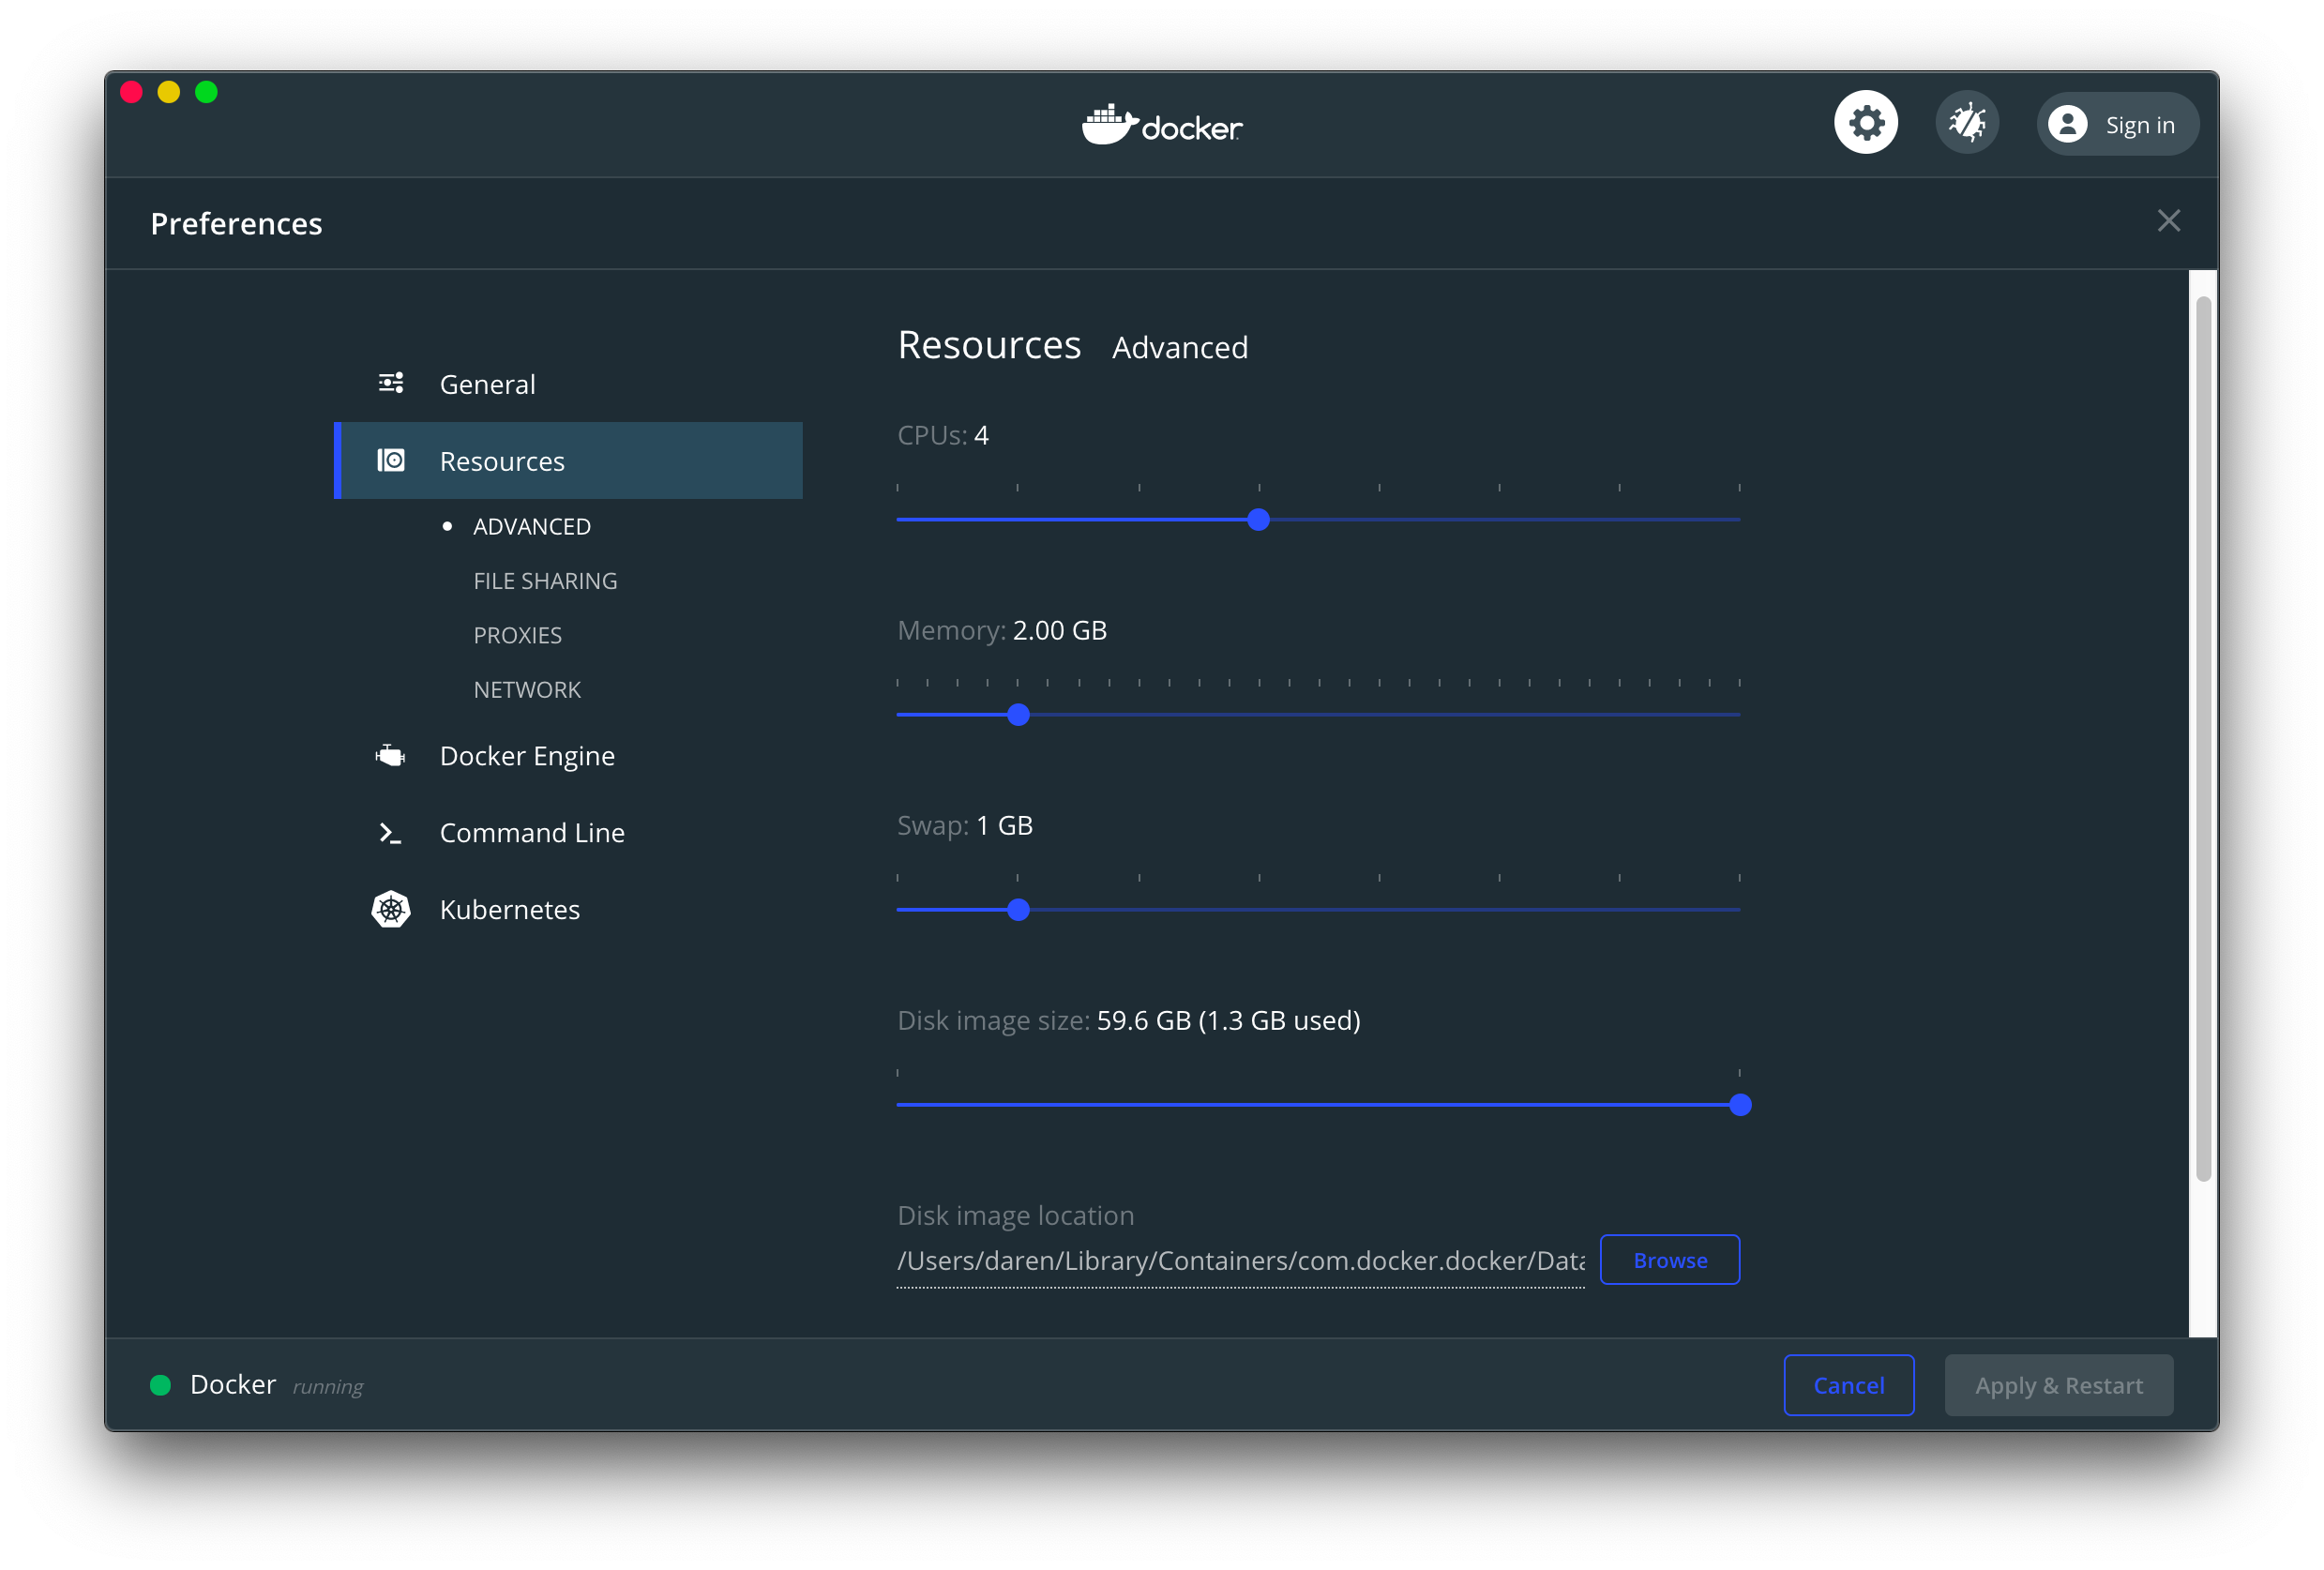 docker
Sign in
Preferences
General
Resources
ADVANCED
FILE SHARING
PROXIES
NETWORK
Docker Engine
Command Line
Kubernetes
Resources Advanced
CPUs: 4
Memory: 2.00 GB
Swap: 1 GB
Disk image size: 59.6 GB (1.3 GB used)
Disk image location
/Users/daren/Library/Containers/com.docker.docker/Data
Browse
Docker running
Cancel
Apply & Restart